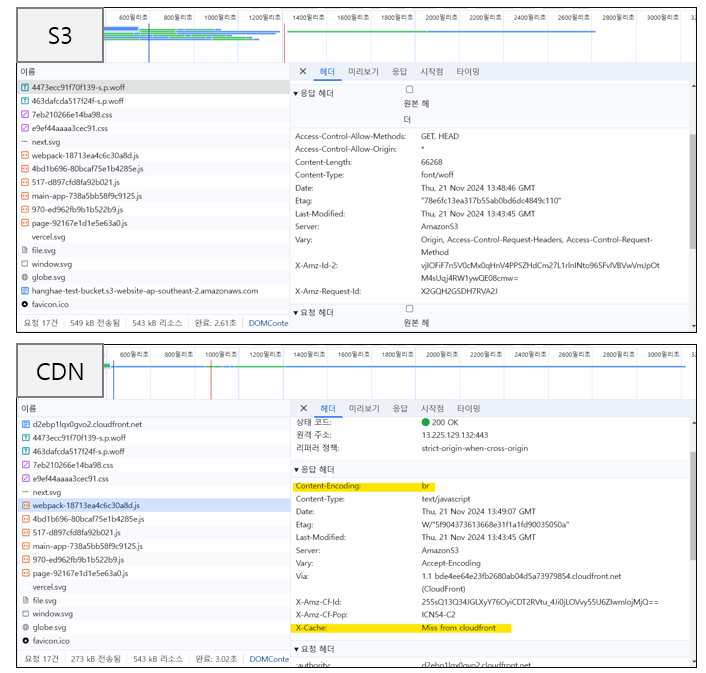 S3
600밀리초 800밀리초 1000밀리초 1200밀리초 1400밀리초 1600밀리초 1800밀리초 2000밀리초 2200밀리초 2400밀리초 2600밀리초 2800밀리초 3000밀리초
이름
× 헤더 미리보기 응답 시작점 타이밍
4473ecc91f70f139-s.p.woff
463dafcda517f24f-s.p.woff
7eb210266e14ba98.css
e9ef44aaaa3cec91.css
next.svg
webpack-18713ea4c6c30a8d.js
4bd1b696-80bcaf75e1b4285e.js
517-d897cfd8fa92b021.js
main-app-738a5bb58f9c9125.js
970-ed962fb9b1b522b9.js
page-92167e1d1e5e63a0.js
vercel.svg
file.svg
window.svg
globe.svg
hanghae-test-bucket.s3-website-ap-southeast-2.amazonaws.com
favicon.ico
요청 17건 549 kB 전송됨 543 kB 리소스 완료: 2.61초 DOMConte
▼ 응답 헤더
원본 헤
더
Access-Control-Allow-Methods: GET, HEAD
Access-Control-Allow-Origin: *
Content-Length: 66268
Content-Type: font/woff
Date: Thu, 21 Nov 2024 13:48:46 GMT
Etag: "78e6fc13ea317b55ab0bd6dc4849c110"
Last-Modified: Thu, 21 Nov 2024 13:43:45 GMT
Server: AmazonS3
Vary: Origin, Access-Control-Request-Headers, Access-Control-Request-
Method
X-Amz-Id-2:
M4sUqj4RW1ywQE08cmw=
X-Amz-Request-Id: X2GQH2GSDH7RVA2J
▼ 요청 헤더
원본 헤
CDN
600밀리초 800밀리초 1000밀리초 1200밀리초 1400밀리초 1600밀리초 1800밀리초 2000밀리초 2200밀리초 2400밀리초 2600밀리초 2800밀리초 3000밀리초
이름
× 헤더 미리보기 응답 시작점 타이밍
d2ebp1lqx0gvo2.cloudfront.net
4473ecc91f70f139-s.p.woff
463dafcda517f24f-s.p.woff
7eb210266e14ba98.css
e9ef44aaaa3cec91.css
next.svg
webpack-18713ea4c6c30a8d.js
4bd1b696-80bcaf75e1b4285e.js
517-d897cfd8fa92b021.js
main-app-738a5bb58f9c9125.js
970-ed962fb9b1b522b9.js
page-92167e1d1e5e63a0.js
vercel.svg
file.svg
window.svg
globe.svg
favicon.ico
요청 17건 273 kB 전송됨 543 kB 리소스 완료: 3.02초 DOMConte
상태 코드: 200 OK
원격 주소: 13.225.129.132:443
리퍼러 정책: strict-origin-when-cross-origin
▼ 응답 헤더
Content-Encoding: br
Content-Type: text/javascript
Date: Thu, 21 Nov 2024 13:49:07 GMT
Etag: W/"5f904373613668e31f1a1fd90035050a"
Last-Modified: Thu, 21 Nov 2024 13:43:45 GMT
Server: AmazonS3
Vary: Accept-Encoding
Via: 1.1 bde4ee64e23fb2680ab04d5a73979854.cloudfront.net
(CloudFront)
X-Amz-Cf-Id:
X-Amz-Cf-Pop: ICN54-C2
X-Cache: Miss from cloudfront
▼ 요청 헤더
:authority: d2ebp1lqx0gvo2.cloudfront.net